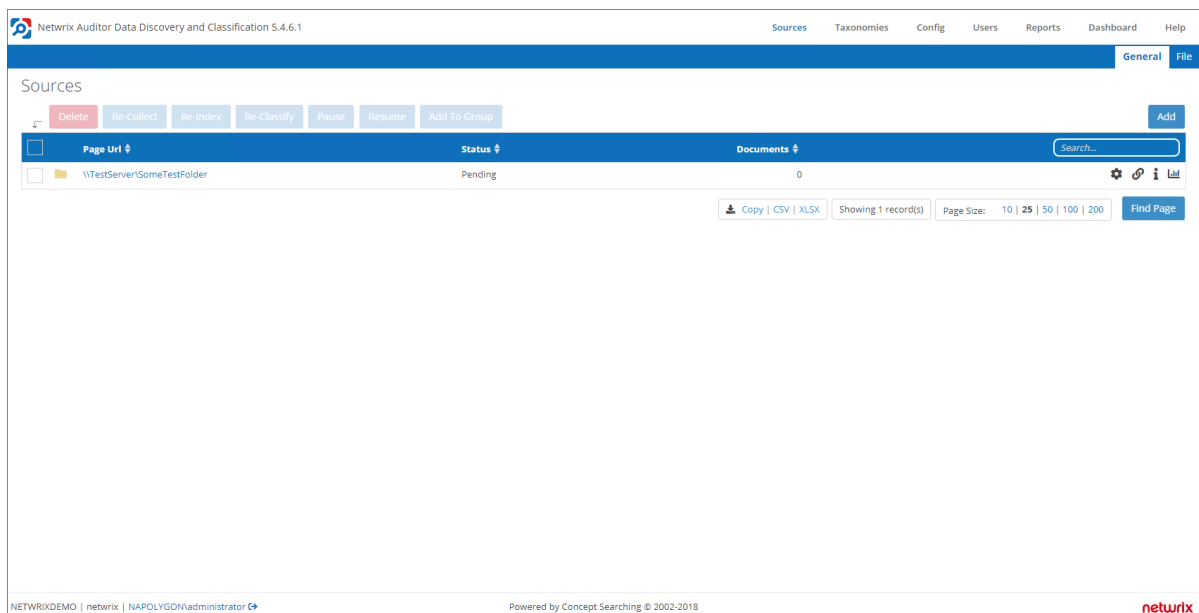 Netwrix Auditor Data Discovery and Classification 5.4.6.1 Sources Taxonomies Config Users Reports Dashboard Help
General File
Sources
Delete Re-Collect Re-Index Re-Classify Pause Resume Add To Group Add
Page Url Status Documents Search...
\\TestServer\SomeTestFolder Pending 0
Copy | CSV | XLSX Showing 1 record(s) Page Size: 10 | 25 | 50 | 100 | 200 Find Page
NETWRIXDEMO | netwrix | NAPOLYGON\administrator Powered by Concept Searching © 2002-2018 netwrix